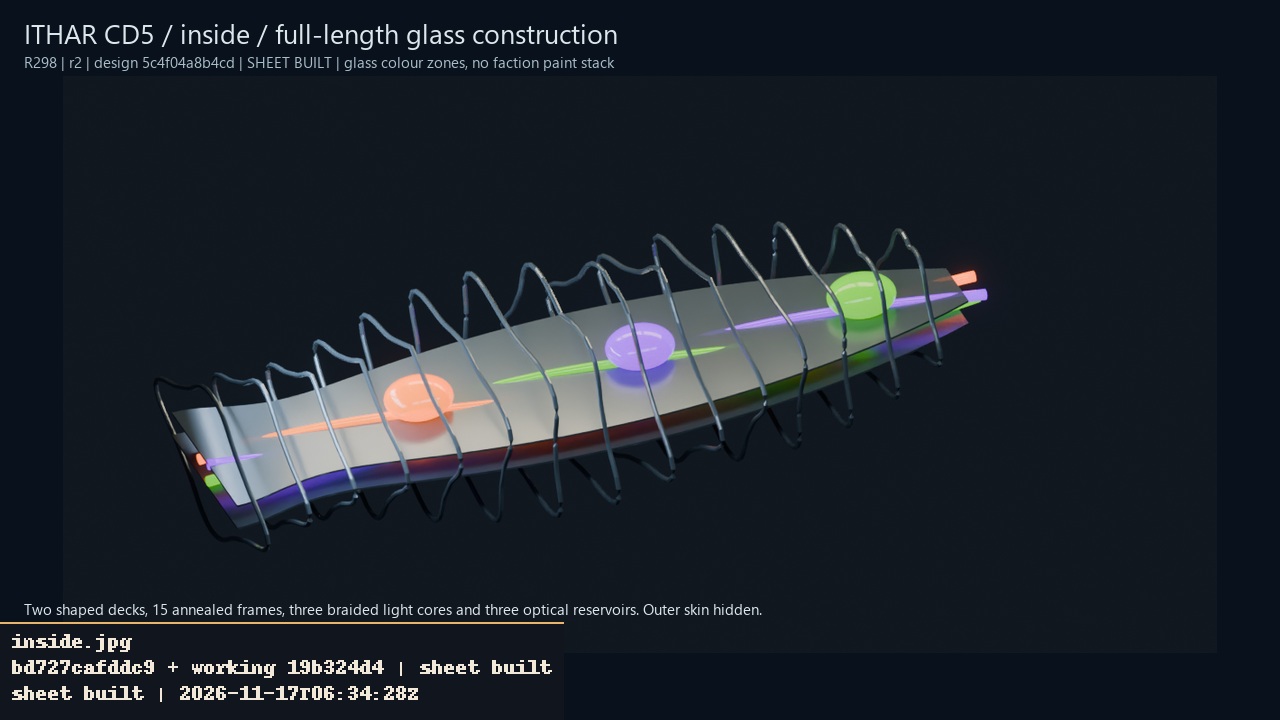 ITHAR CD5 / inside / full-length glass construction
R298 | r2 | design 5c4f04a8b4cd | SHEET BUILT | glass colour zones, no faction paint stack
Two shaped decks, 15 annealed frames, three braided light cores and three optical reservoirs. Outer skin hidden.
inside.jpg
bd727cafddc9 + working 19b324d4 | sheet built
sheet built | 2026-11-17T06:34:28Z